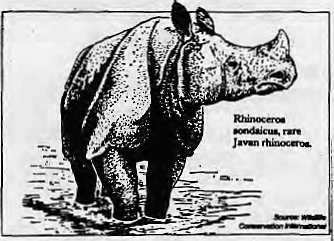 Rhinoceros
sondaicus, rare
Javan rhinoceros.
Source: Wildlife
Conservation International